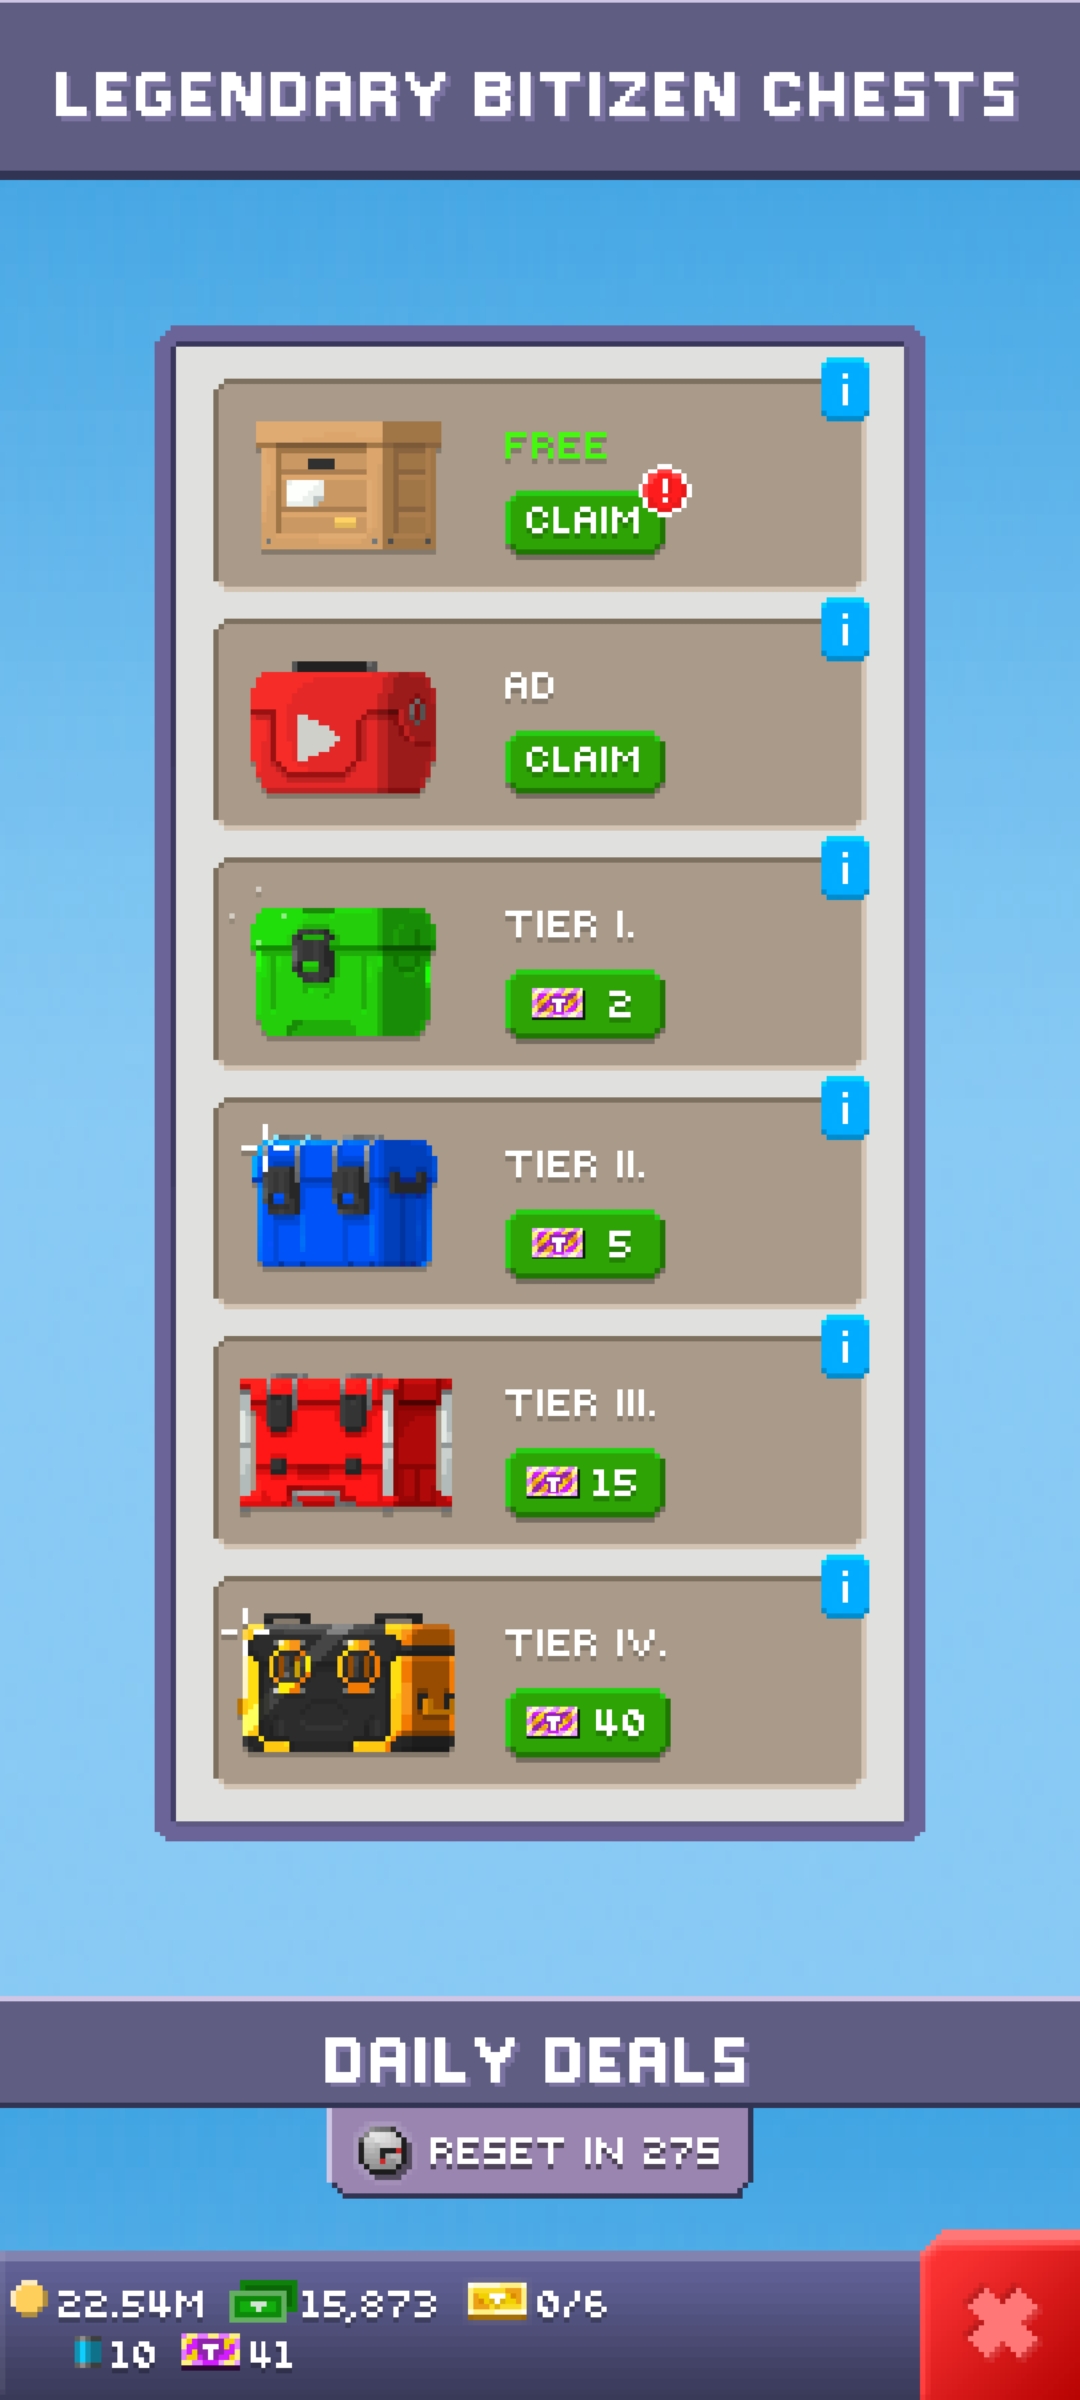 LEGENDARY BITIZEN CHESTS
i
FREE
!
CLAIM
i
AD
CLAIM
i
TIER I.
T 2
i
TIER II.
T 5
i
TIER III.
T 15
i
TIER IV.
T 40
DAILY DEALS
RESET IN 27S
22.54M 15,873 0/6
10 T 41